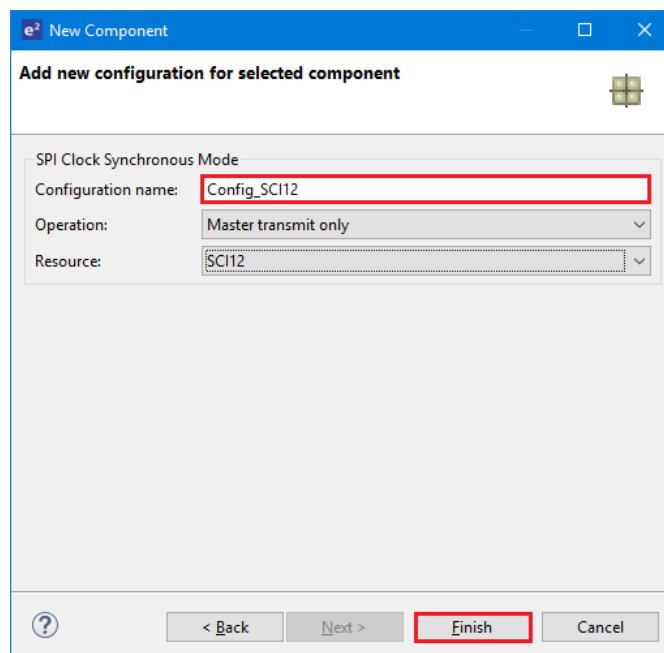 e² New Component
Add new configuration for selected component
SPI Clock Synchronous Mode
Configuration name: Config_SCI12
Operation: Master transmit only
Resource: SCI12
? < Back Next > Finish Cancel